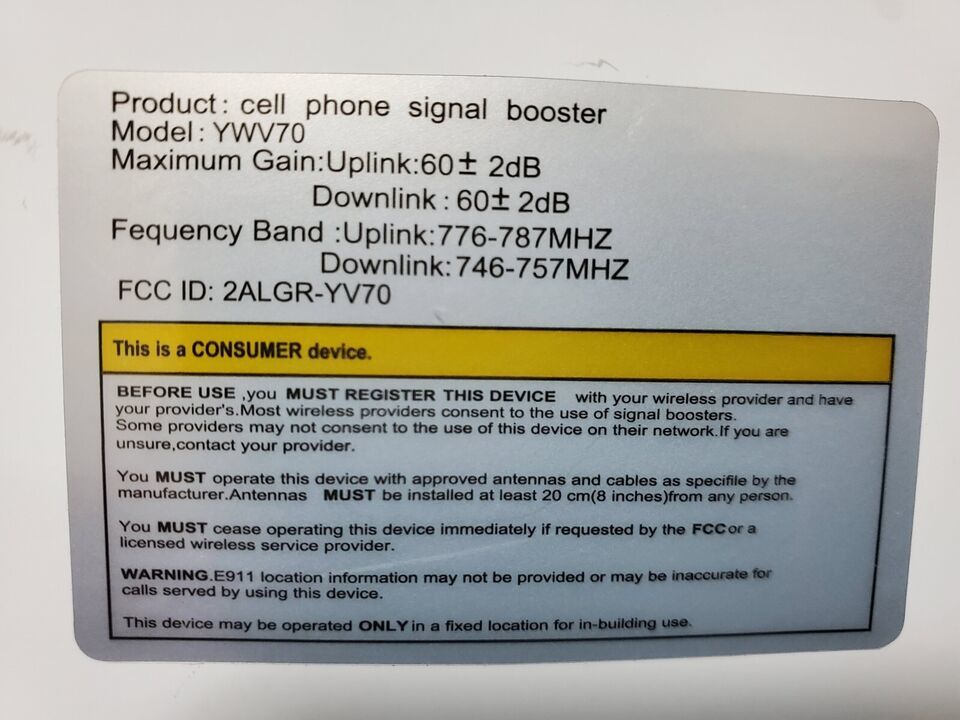 Product: cell phone signal booster
Model: YWV70
Maximum Gain:Uplink:60± 2dB
Downlink : 60± 2dB
Fequency Band :Uplink:776-787MHZ
Downlink:746-757MHZ
FCC ID: 2ALGR-YV70
This is a CONSUMER device.
BEFORE USE ,you MUST REGISTER THIS DEVICE with your wireless provider and have
your provider's.Most wireless providers consent to the use of signal boosters.
Some providers may not consent to the use of this device on their network.If you are
unsure,contact your provider.
You MUST operate this device with approved antennas and cables as specifile by the
manufacturer.Antennas MUST be installed at least 20 cm(8 inches)from any person.
You MUST cease operating this device immediately if requested by the FCC or a
licensed wireless service provider.
WARNING.E911 location information may not be provided or may be inaccurate for
calls served by using this device.
This device may be operated ONLY in a fixed location for in-building use.